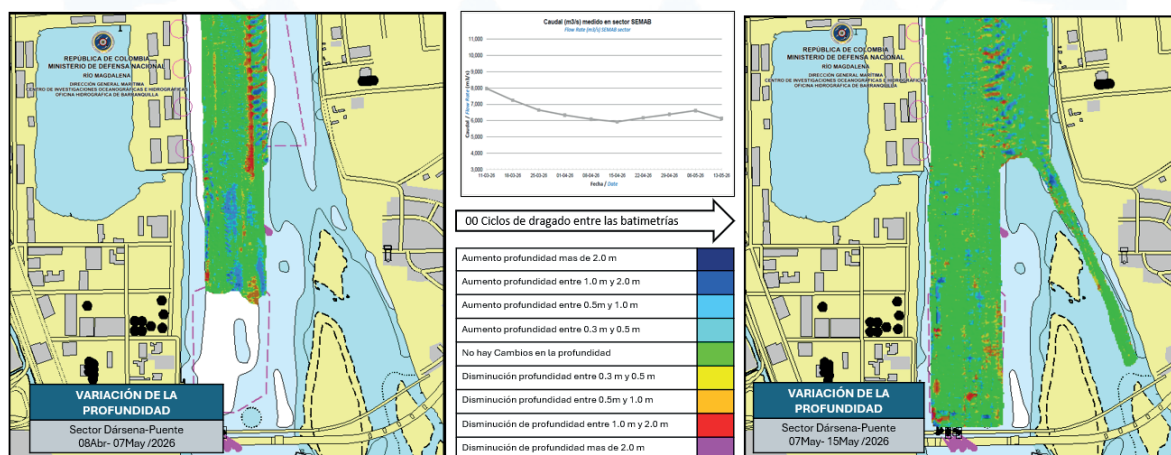 1
REPÚBLICA DE COLOMBIA
MINISTERIO DE DEFENSA NACIONAL
RÍO MAGDALENA
DIRECCIÓN GENERAL MARÍTIMA
CENTRO DE INVESTIGACIONES OCEANOGRÁFICAS E HIDROGRÁFICAS
OFICINA HIDROGRÁFICA DE BARRANQUILLA
VARIACIÓN DE LA
PROFUNDIDAD
Sector Dársena-Puente
08Abr- 07May /2026
Caudal (m3/s) medido en sector SEMAB
Flow Rate (m3/s) SEMAB sector
Caudal / Flow Rate (m3/s)
11,000
10,000
9,000
8,000
7,000
6,000
5,000
4,000
3,000
11-03-26
18-03-26
25-03-26
01-04-26
08-04-26
15-04-26
22-04-26
29-04-26
06-05-26
13-05-26
Fecha / Date
00 Ciclos de dragado entre las batimetrías
Aumento profundidad mas de 2.0 m
Aumento profundidad entre 1.0 m y 2.0 m
Aumento profundidad entre 0.5m y 1.0 m
Aumento profundidad entre 0.3 m y 0.5 m
No hay Cambios en la profundidad
Disminución profundidad entre 0.3 m y 0.5 m
Disminución profundidad entre 0.5m y 1.0 m
Disminución de profundidad entre 1.0 m y 2.0 m
Disminución de profundidad mas de 2.0 m
1
REPÚBLICA DE COLOMBIA
MINISTERIO DE DEFENSA NACIONAL
RÍO MAGDALENA
DIRECCIÓN GENERAL MARÍTIMA
CENTRO DE INVESTIGACIONES OCEANOGRÁFICAS E HIDROGRÁFICAS
OFICINA HIDROGRÁFICA DE BARRANQUILLA
VARIACIÓN DE LA
PROFUNDIDAD
Sector Dársena-Puente
07May- 15May /2026